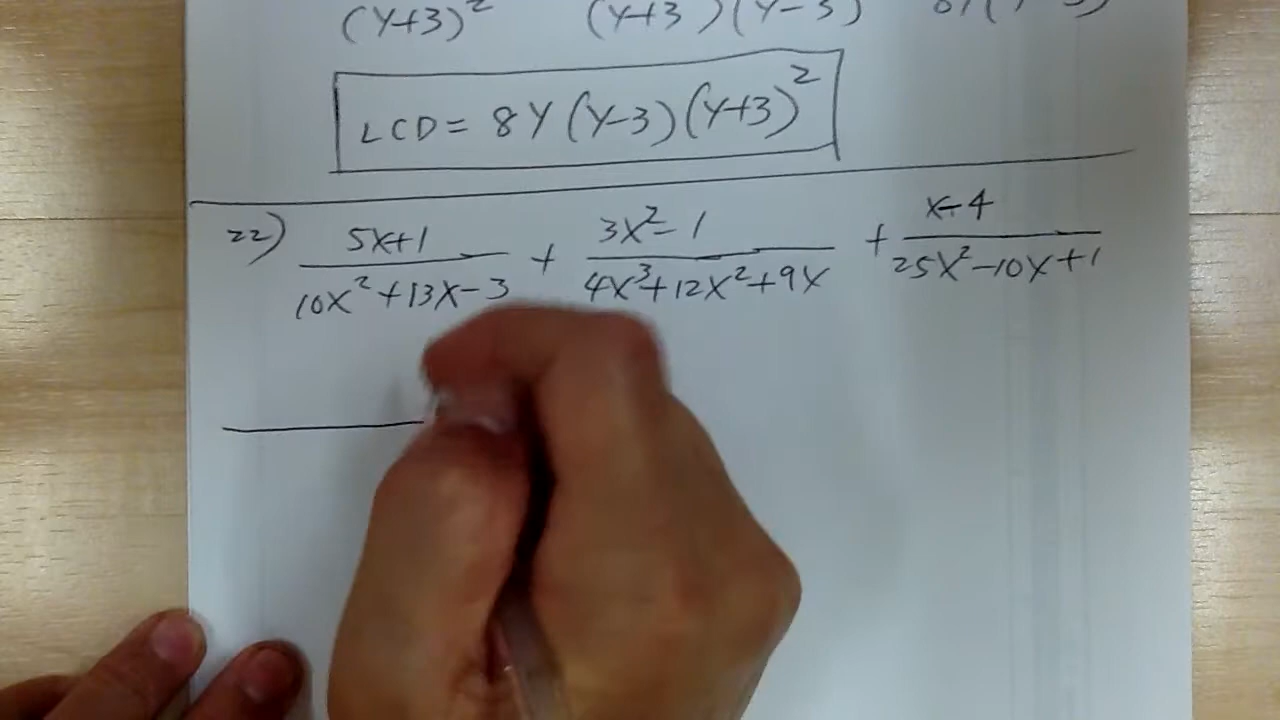 (Y+3)² (Y+3)(Y-3)
LCD = 8Y(Y-3)(Y+3)²
22) 5x+1 / 10x²+13x-3 + 3x²-1 / 4x³+12x²+9x + x-4 / 25x²-10x+1